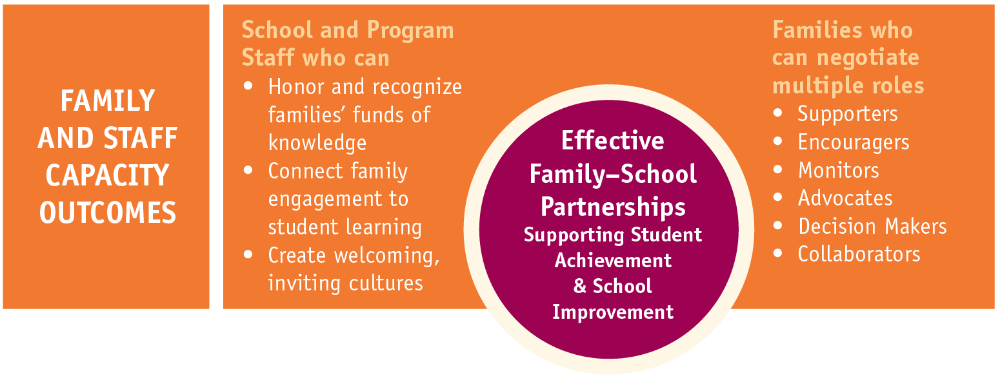 FAMILY
AND STAFF
CAPACITY
OUTCOMES
School and Program
Staff who can
• Honor and recognize
families’ funds of
knowledge
• Connect family
engagement to
student learning
• Create welcoming,
inviting cultures
Effective
Family–School
Partnerships
Supporting Student
Achievement
& School
Improvement
Families who
can negotiate
multiple roles
• Supporters
• Encouragers
• Monitors
• Advocates
• Decision Makers
• Collaborators